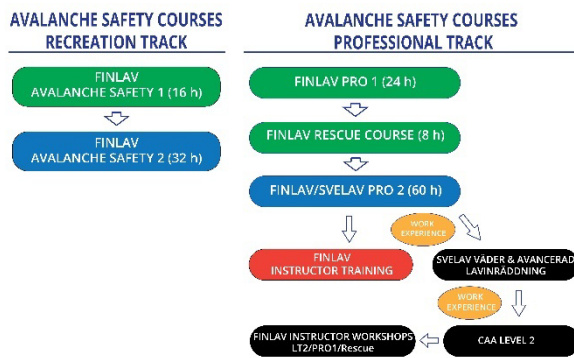 AVALANCHE SAFETY COURSES
RECREATION TRACK
FINLAV
AVALANCHE SAFETY 1 (16 h)
FINLAV
AVALANCHE SAFETY 2 (32 h)
AVALANCHE SAFETY COURSES
PROFESSIONAL TRACK
FINLAV PRO 1 (24 h)
FINLAV RESCUE COURSE (8 h)
FINLAV/SVELAV PRO 2 (60 h)
WORK
EXPERIENCE
FINLAV
INSTRUCTOR TRAINING
SVELAV VÄDER & AVANCERAD
LAVINRÄDDNING
WORK
EXPERIENCE
FINLAV INSTRUCTOR WORKSHOPS
LT2/PRO1/Rescue
CAA LEVEL 2